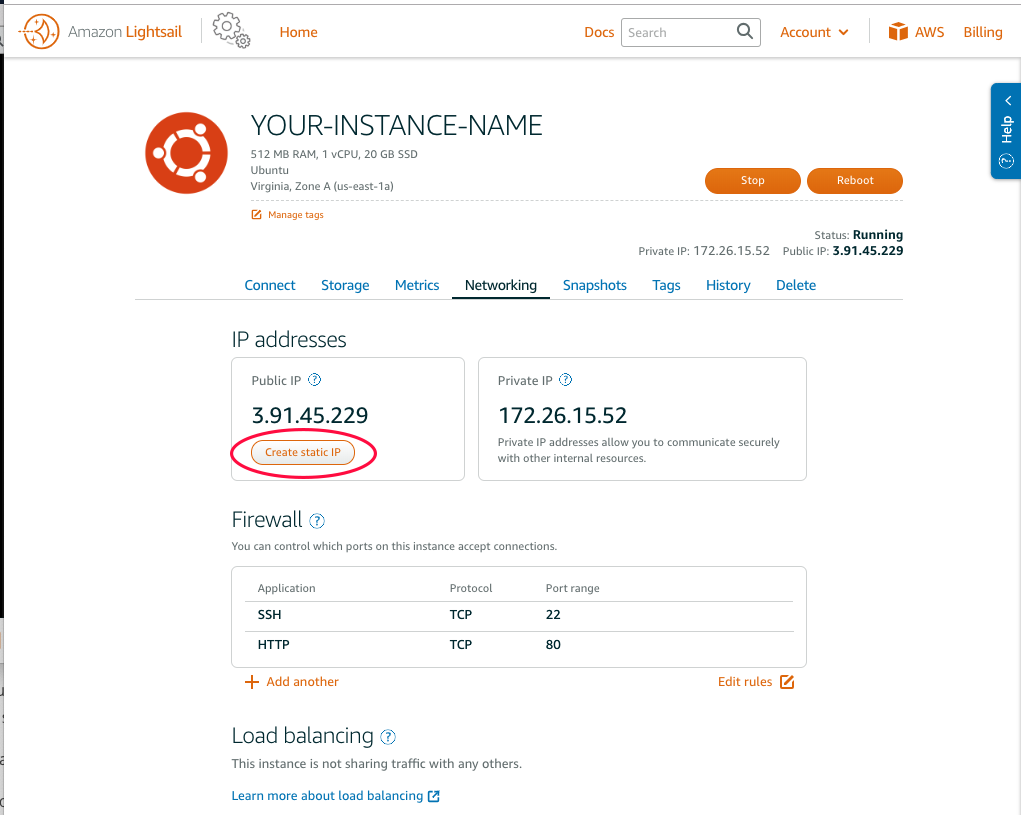 Amazon Lightsail Home Docs Search Account AWS Billing
Help
YOUR-INSTANCE-NAME
512 MB RAM, 1 vCPU, 20 GB SSD
Ubuntu
Virginia, Zone A (us-east-1a)
Stop Reboot
Manage tags
Status: Running
Private IP: 172.26.15.52 Public IP: 3.91.45.229
Connect Storage Metrics Networking Snapshots Tags History Delete
IP addresses
Public IP ?
3.91.45.229
Create static IP
Private IP ?
172.26.15.52
Private IP addresses allow you to communicate securely
with other internal resources.
Firewall ?
You can control which ports on this instance accept connections.
Application Protocol Port range
SSH TCP 22
HTTP TCP 80
Add another Edit rules
Load balancing ?
This instance is not sharing traffic with any others.
Learn more about load balancing